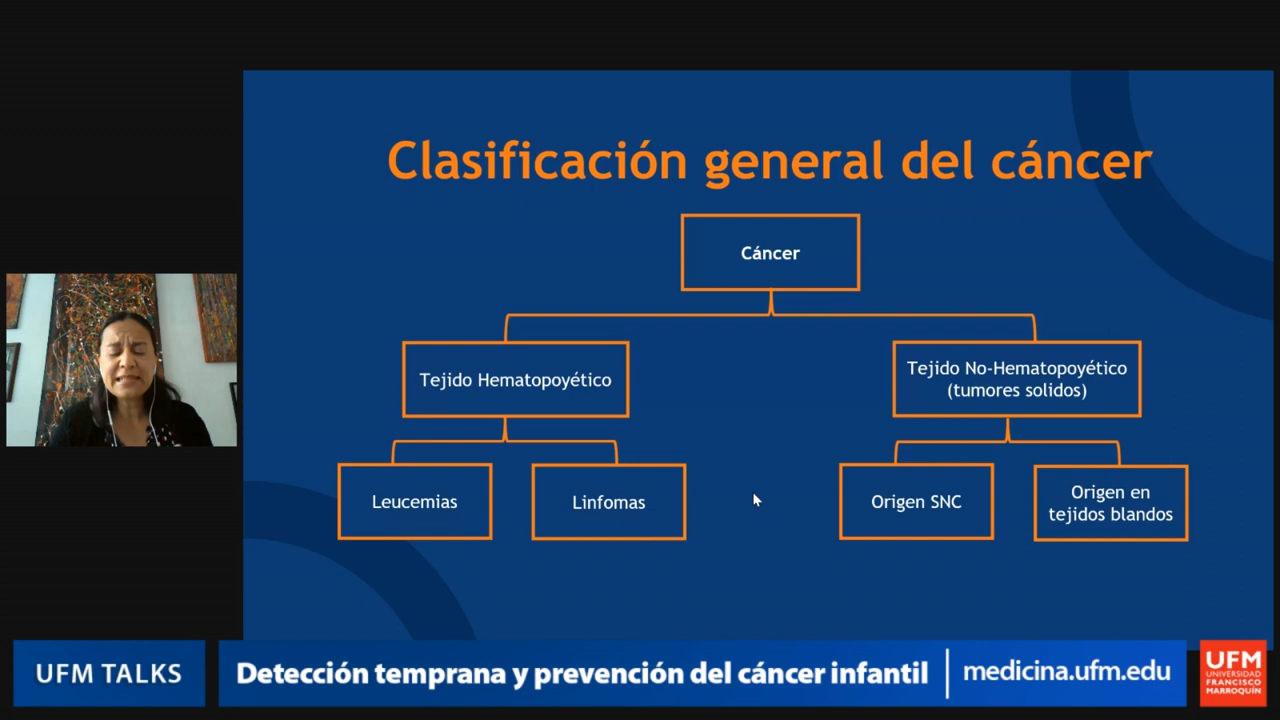 Clasificación general del cáncer
Cáncer
Tejido Hematopoyético
Tejido No-Hematopoyético
(tumores solidos)
Leucemias
Linfomas
Origen SNC
Origen en
tejidos blandos
UFM TALKS
Detección temprana y prevención del cáncer infantil
medicina.ufm.edu
UFM
UNIVERSIDAD
FRANCISCO
MARROQUÍN